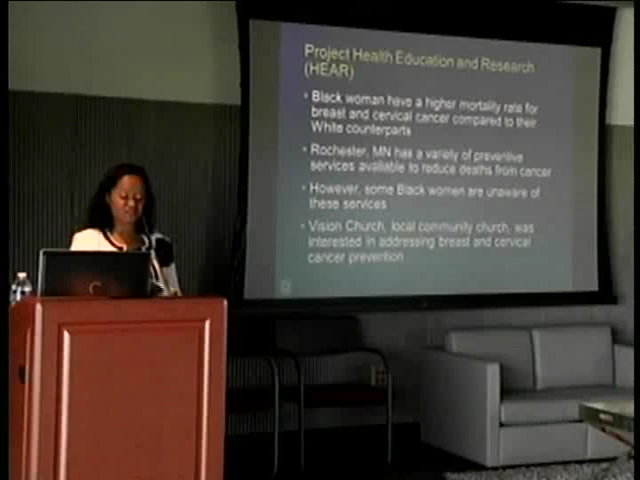 Project Health Education and Research
(HEAR)
• Black woman have a higher mortality rate for
breast and cervical cancer compared to their
White counterparts
• Rochester, MN has a variety of preventive
services available to reduce deaths from cancer
• However, some Black women are unaware of
these services
• Vision Church, local community church, was
interested in addressing breast and cervical
cancer prevention